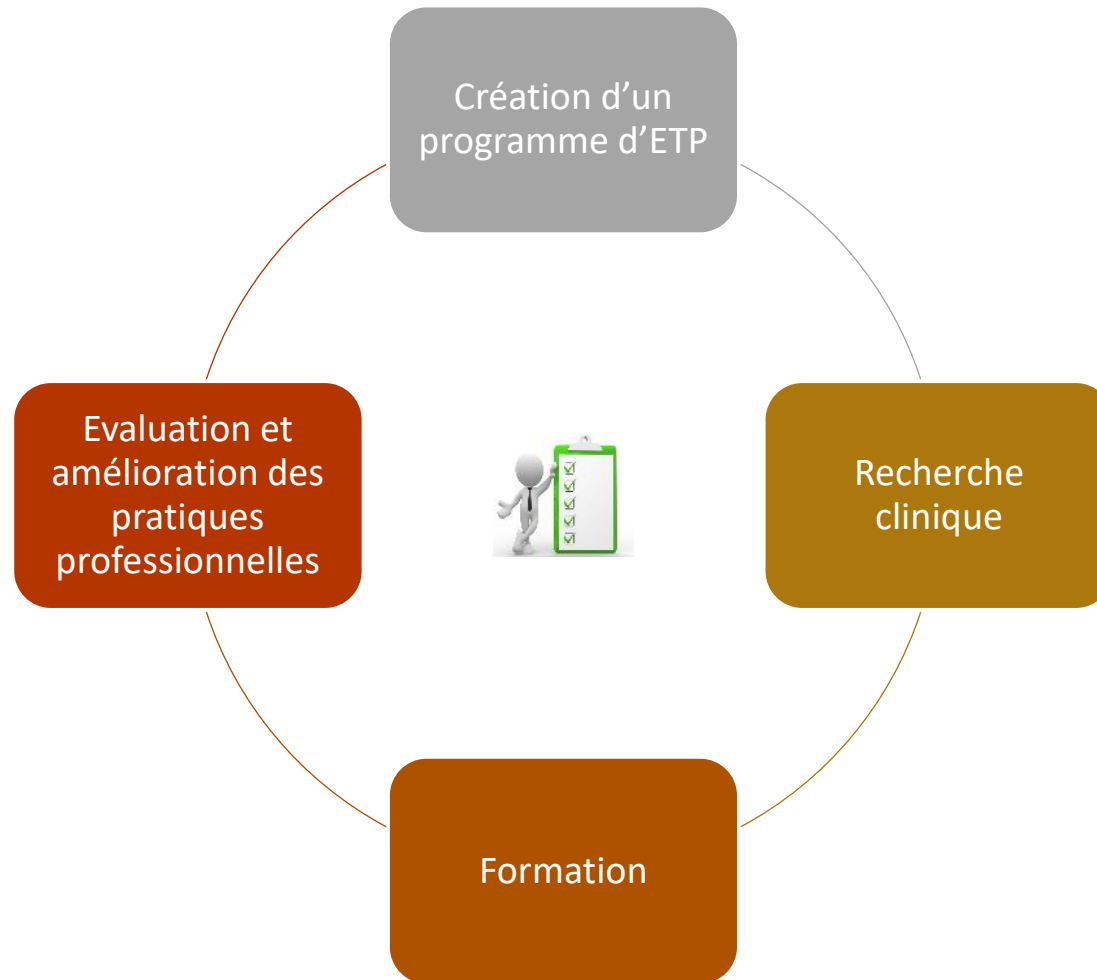 Création d’un
programme d’ETP
Evaluation et
amélioration des
pratiques
professionnelles
Recherche
clinique
Formation